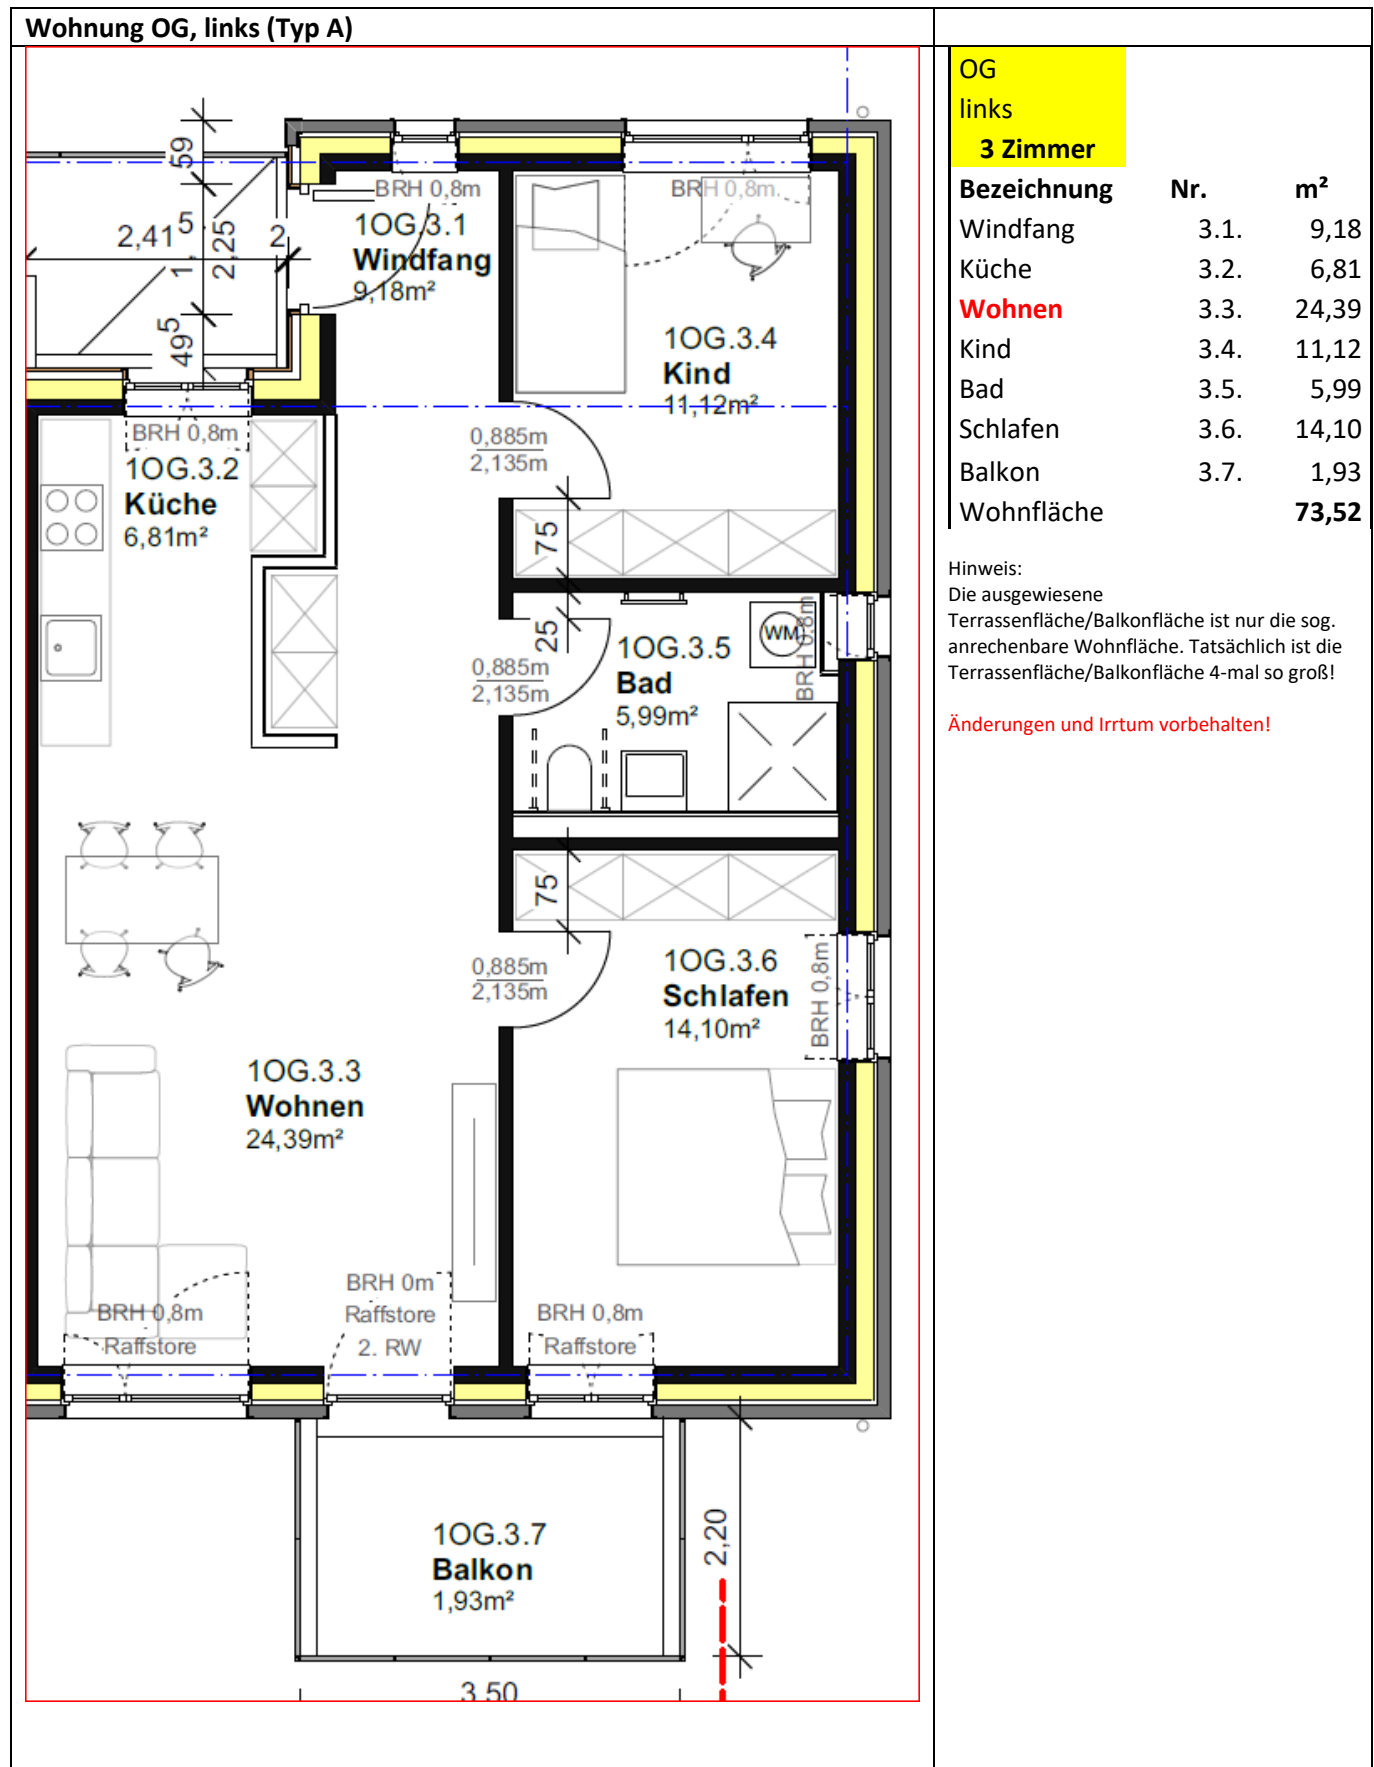 Wohnung OG, links (Typ A)
59
2,41⁵
1,
2,25
2
49⁵
BRH 0,8m
BRH 0,8m
1OG.3.1
Windfang
9,18m²
1OG.3.4
Kind
11,12m²
BRH 0,8m
1OG.3.2
Küche
6,81m²
0,885m
2,135m
75
25
0,885m
2,135m
1OG.3.5
Bad
5,99m²
WM
BRH 0,8m
75
0,885m
2,135m
1OG.3.6
Schlafen
14,10m²
BRH 0,8m
1OG.3.3
Wohnen
24,39m²
BRH 0,8m
Raffstore
BRH 0m
Raffstore
2. RW
BRH 0,8m
Raffstore
1OG.3.7
Balkon
1,93m²
2,20
3,50
OG
links
3 Zimmer
Bezeichnung Nr. m²
Windfang 3.1. 9,18
Küche 3.2. 6,81
Wohnen 3.3. 24,39
Kind 3.4. 11,12
Bad 3.5. 5,99
Schlafen 3.6. 14,10
Balkon 3.7. 1,93
Wohnfläche 73,52
Hinweis:
Die ausgewiesene
Terrassenfläche/Balkonfläche ist nur die sog.
anrechenbare Wohnfläche. Tatsächlich ist die
Terrassenfläche/Balkonfläche 4-mal so groß!
Änderungen und Irrtum vorbehalten!